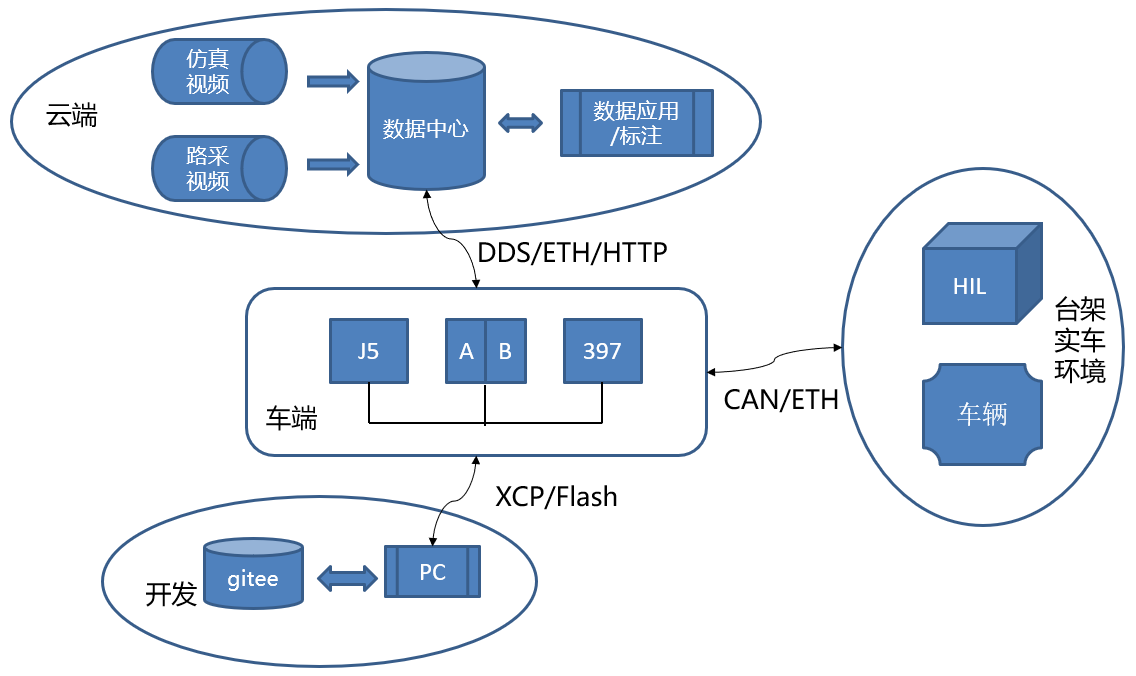 仿真
视频
云端
路采
视频
数据中心
数据应用
/标注
DDS/ETH/HTTP
J5
A
B
397
车端
CAN/ETH
HIL
台架
实车
环境
车辆
XCP/Flash
开发
gitee
PC